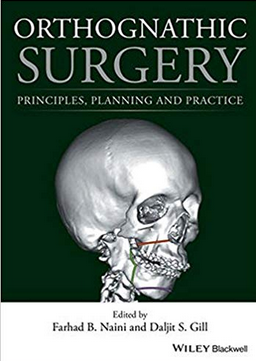 ORTHOGNATHIC
SURGERY
PRINCIPLES, PLANNING AND PRACTICE
Edited by
Farhad B. Naini and Daljit S. Gill
WILEY Blackwell